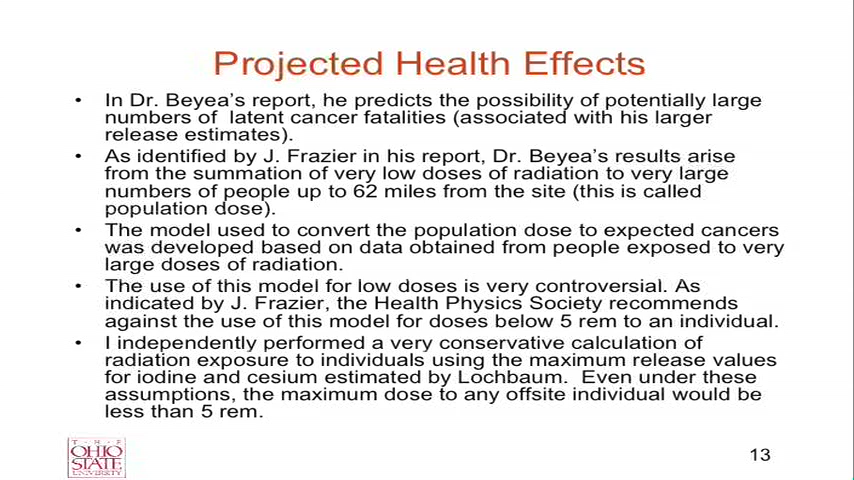 Projected Health Effects
• In Dr. Beyea's report, he predicts the possibility of potentially large
numbers of latent cancer fatalities (associated with his larger
release estimates).
• As identified by J. Frazier in his report, Dr. Beyea's results arise
from the summation of very low doses of radiation to very large
numbers of people up to 62 miles from the site (this is called
population dose).
• The model used to convert the population dose to expected cancers
was developed based on data obtained from people exposed to very
large doses of radiation.
• The use of this model for low doses is very controversial. As
indicated by J. Frazier, the Health Physics Society recommends
against the use of this model for doses below 5 rem to an individual.
• I independently performed a very conservative calculation of
radiation exposure to individuals using the maximum release values
for iodine and cesium estimated by Lochbaum. Even under these
assumptions, the maximum dose to any offsite individual would be
less than 5 rem.
T·H·E
OHIO
STATE
UNIVERSITY
13